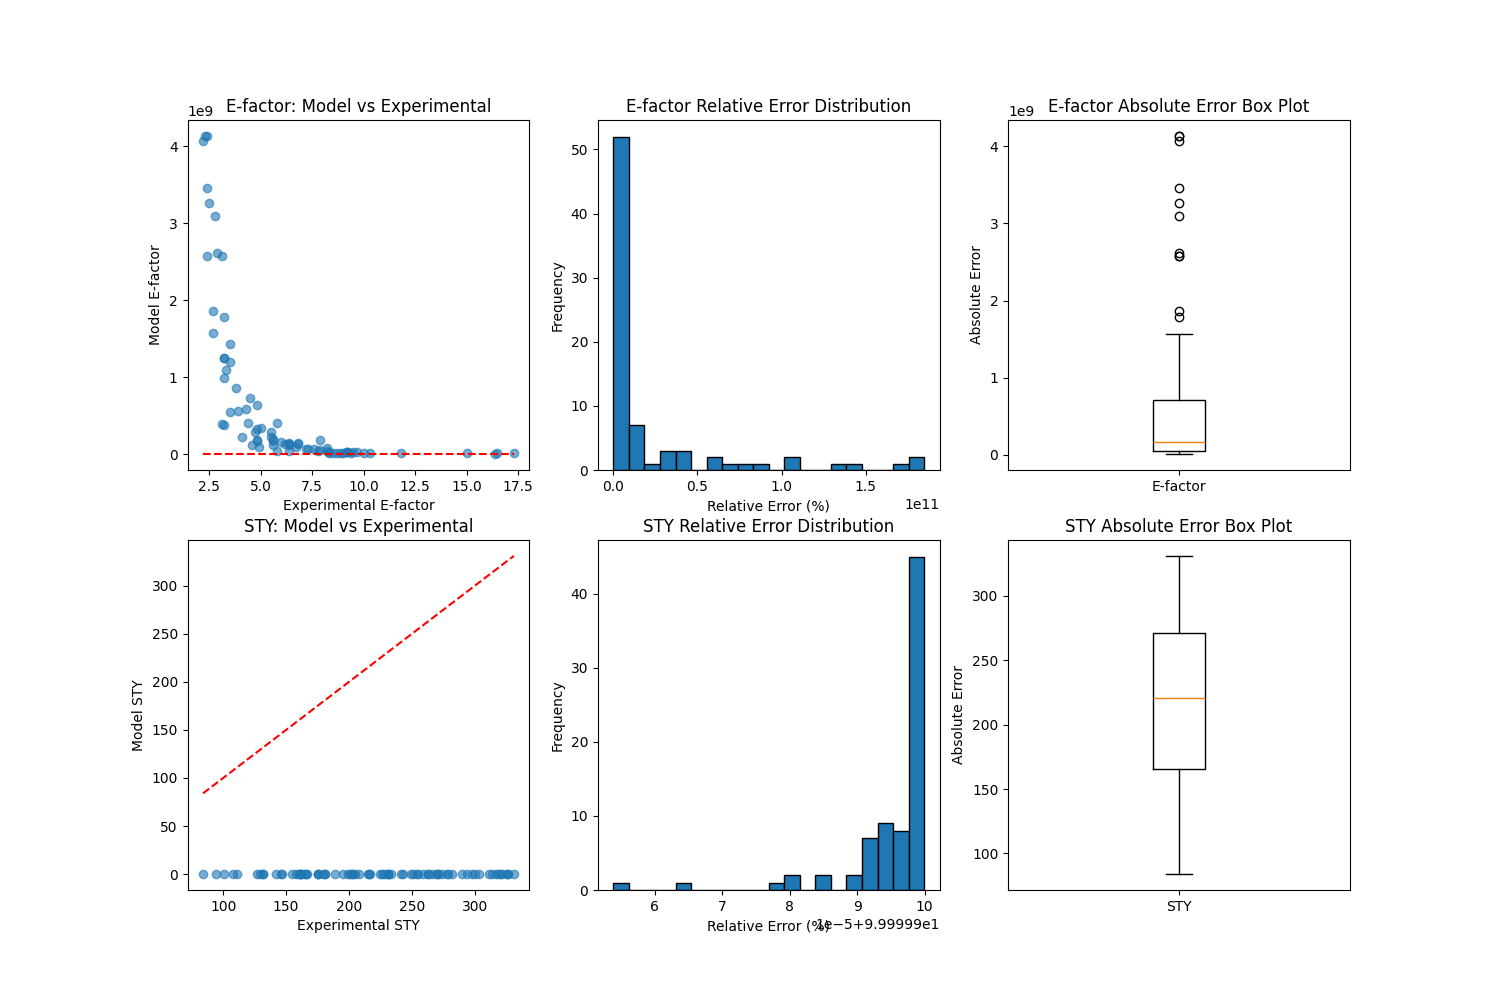 E-factor: Model vs Experimental
1e9
4
3
2
1
0
Model E-factor
2.5 5.0 7.5 10.0 12.5 15.0 17.5
Experimental E-factor
E-factor Relative Error Distribution
50
40
30
20
10
0
Frequency
0.0 0.5 1.0 1.5
1e11
Relative Error (%)
E-factor Absolute Error Box Plot
1e9
4
3
2
1
0
Absolute Error
E-factor
STY: Model vs Experimental
300
250
200
150
100
50
0
Model STY
100 150 200 250 300
Experimental STY
STY Relative Error Distribution
40
30
20
10
0
Frequency
6 7 8 9 10
Relative Error (%)
1e−5+9.99999e1
STY Absolute Error Box Plot
300
250
200
150
100
Absolute Error
STY